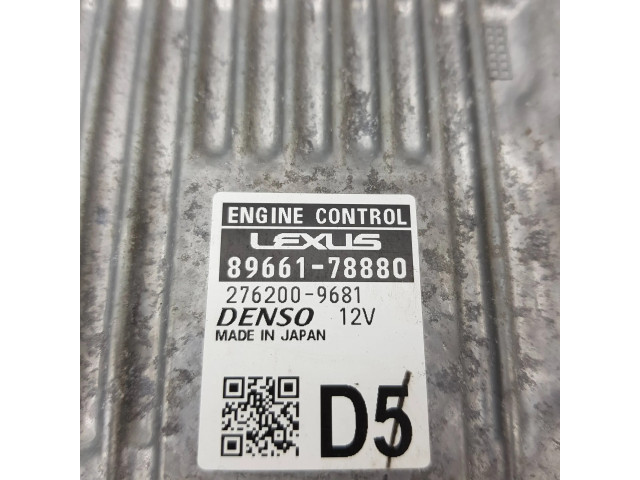 ENGINE CONTROL
LEXUS
89661-78880
276200-9681
DENSO 12V
MADE IN JAPAN
D5